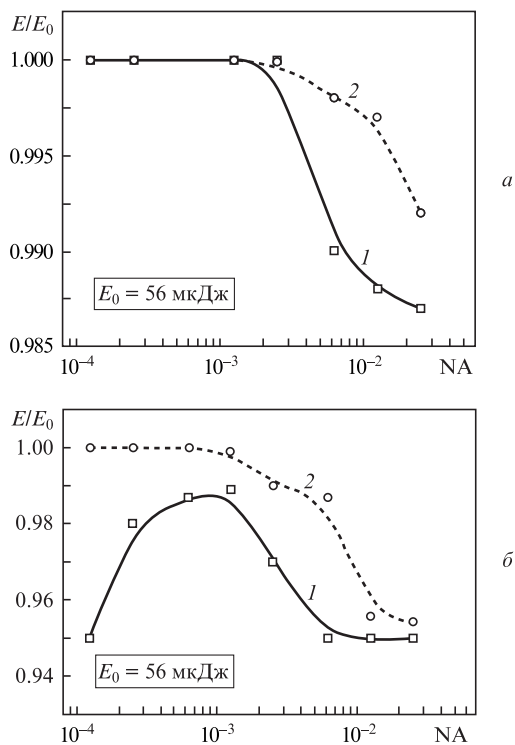 E/E₀
1.000
2
0.995
а
0.990
1
E₀ = 56 мкДж
0.985
10⁻⁴ 10⁻³ 10⁻² NA
E/E₀
1.00
2
0.98
б
1
0.96
E₀ = 56 мкДж
0.94
10⁻⁴ 10⁻³ 10⁻² NA